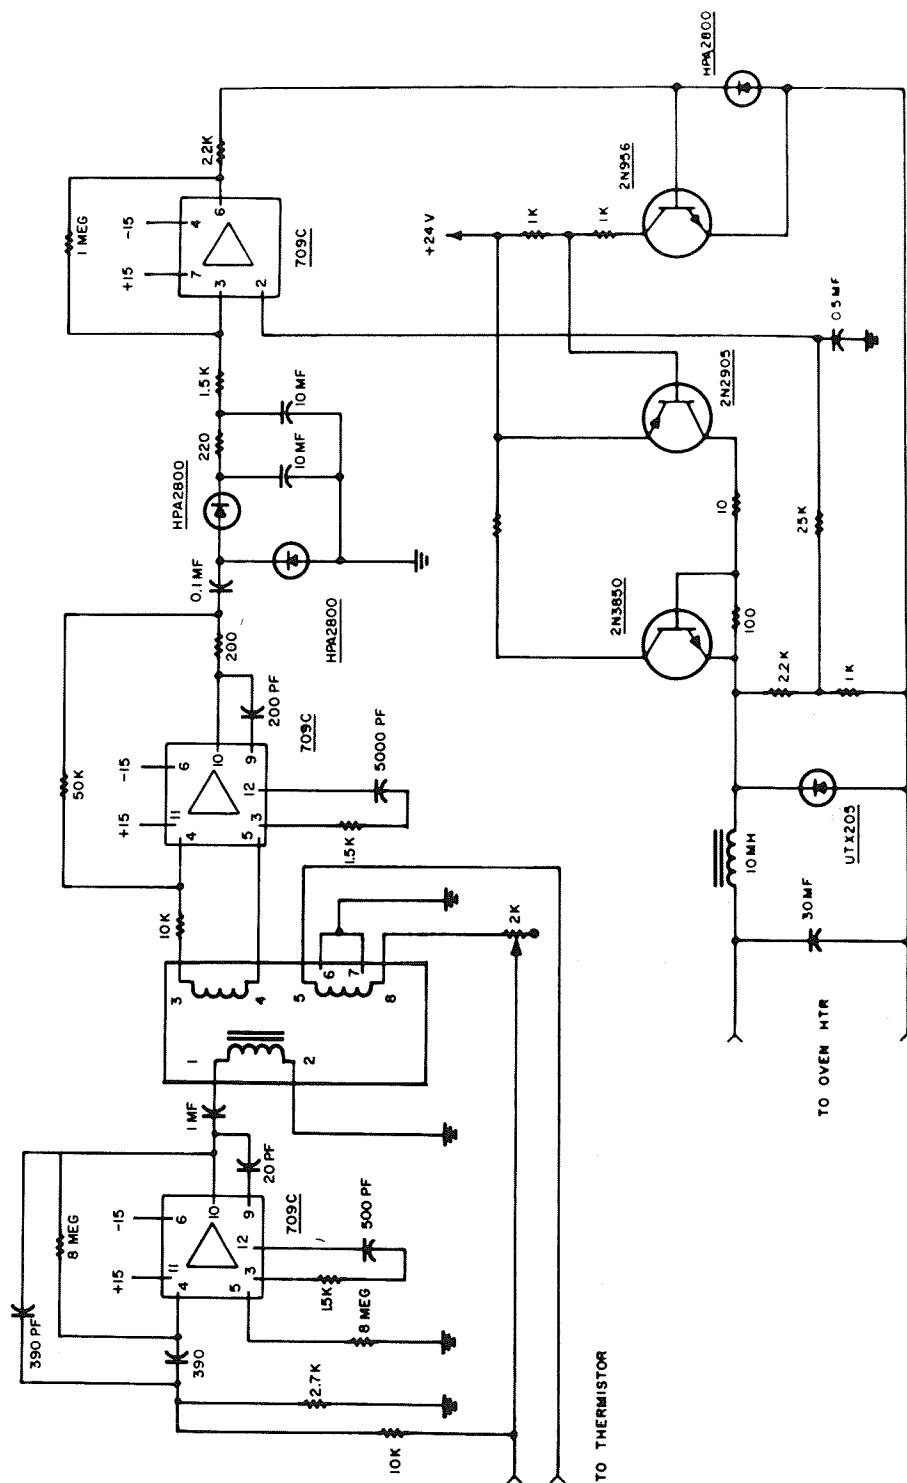 HPA2800
2.2K
1 MEG
-15
+15
6
4
7
3
2
709C
2N956
+24 V
1K
1K
0.5 MF
1.5K
220
10 MF
10 MF
HPA2800
HPA2800
0.1 MF
2N2905
10
25K
2N3850
100
2.2K
1K
200
50K
200 PF
-15
+15
6
11
10
9
12
4
5
3
709C
5000 PF
1.5K
10K
3
4
5
6
7
8
2K
1
2
10MH
UTX205
30MF
TO OVEN HTR
1 MF
20 PF
390 PF
8 MEG
-15
+15
6
11
10
9
12
4
5
3
709C
500 PF
1.5K
8 MEG
390
2.7K
10K
TO THERMISTOR